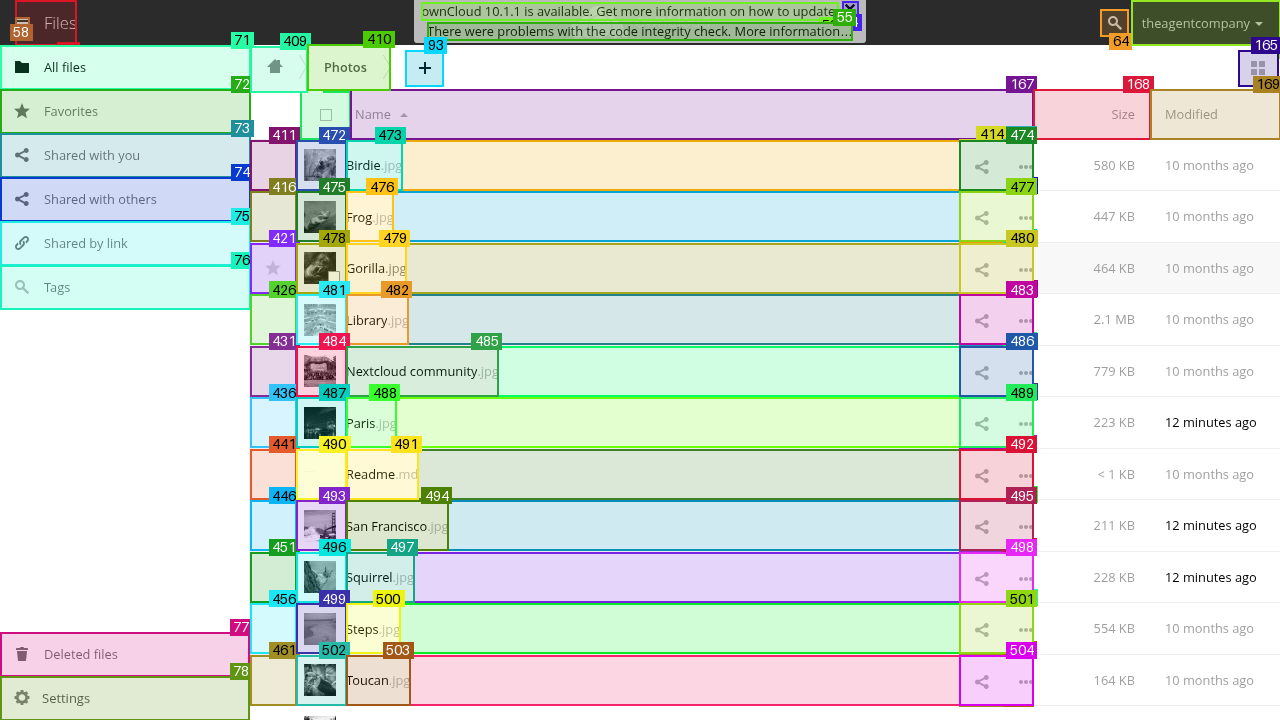 Files
58
ownCloud 10.1.1 is available. Get more information on how to update
55
There were problems with the code integrity check. More information…
64
theagentcompany
71
409
410
93
165
All files
Photos
+
72
167
168
169
Favorites
Name
Size
Modified
73
411
472
473
414
474
Shared with you
Birdie.jpg
580 KB
10 months ago
74
416
475
476
477
Shared with others
Frog.jpg
447 KB
10 months ago
75
421
478
479
480
Shared by link
Gorilla.jpg
464 KB
10 months ago
76
426
481
482
483
Tags
Library.jpg
2.1 MB
10 months ago
431
484
485
486
Nextcloud community.jpg
779 KB
10 months ago
436
487
488
489
Paris.jpg
223 KB
12 minutes ago
441
490
491
492
Readme.md
< 1 KB
10 months ago
446
493
494
495
San Francisco.jpg
211 KB
12 minutes ago
451
496
497
498
Squirrel.jpg
228 KB
12 minutes ago
456
499
500
501
Steps.jpg
554 KB
10 months ago
77
461
502
503
504
Deleted files
Toucan.jpg
164 KB
10 months ago
78
Settings